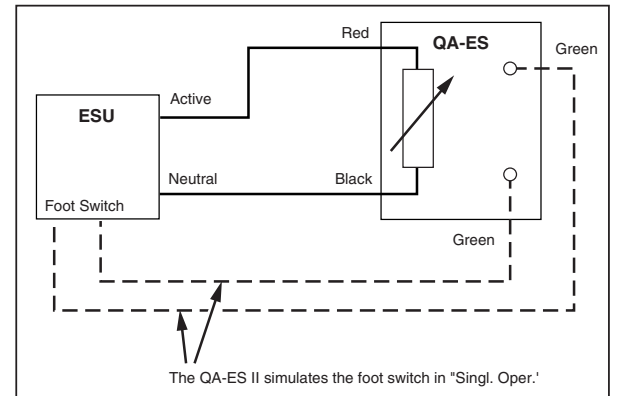 Red
QA-ES
Green
Active
ESU
Neutral
Black
Foot Switch
Green
The QA-ES II simulates the foot switch in "Singl. Oper.'